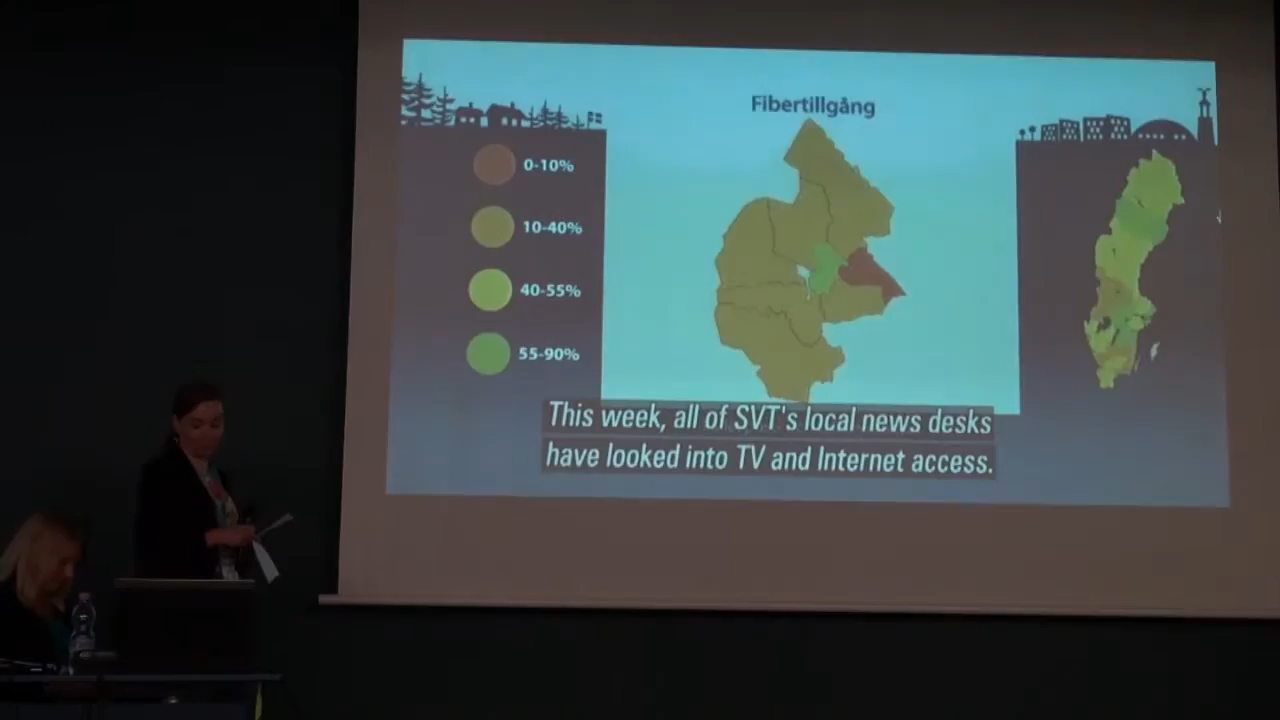 Fibertillgång
0-10%
10-40%
40-55%
55-90%
This week, all of SVT's local news desks
have looked into TV and Internet access.